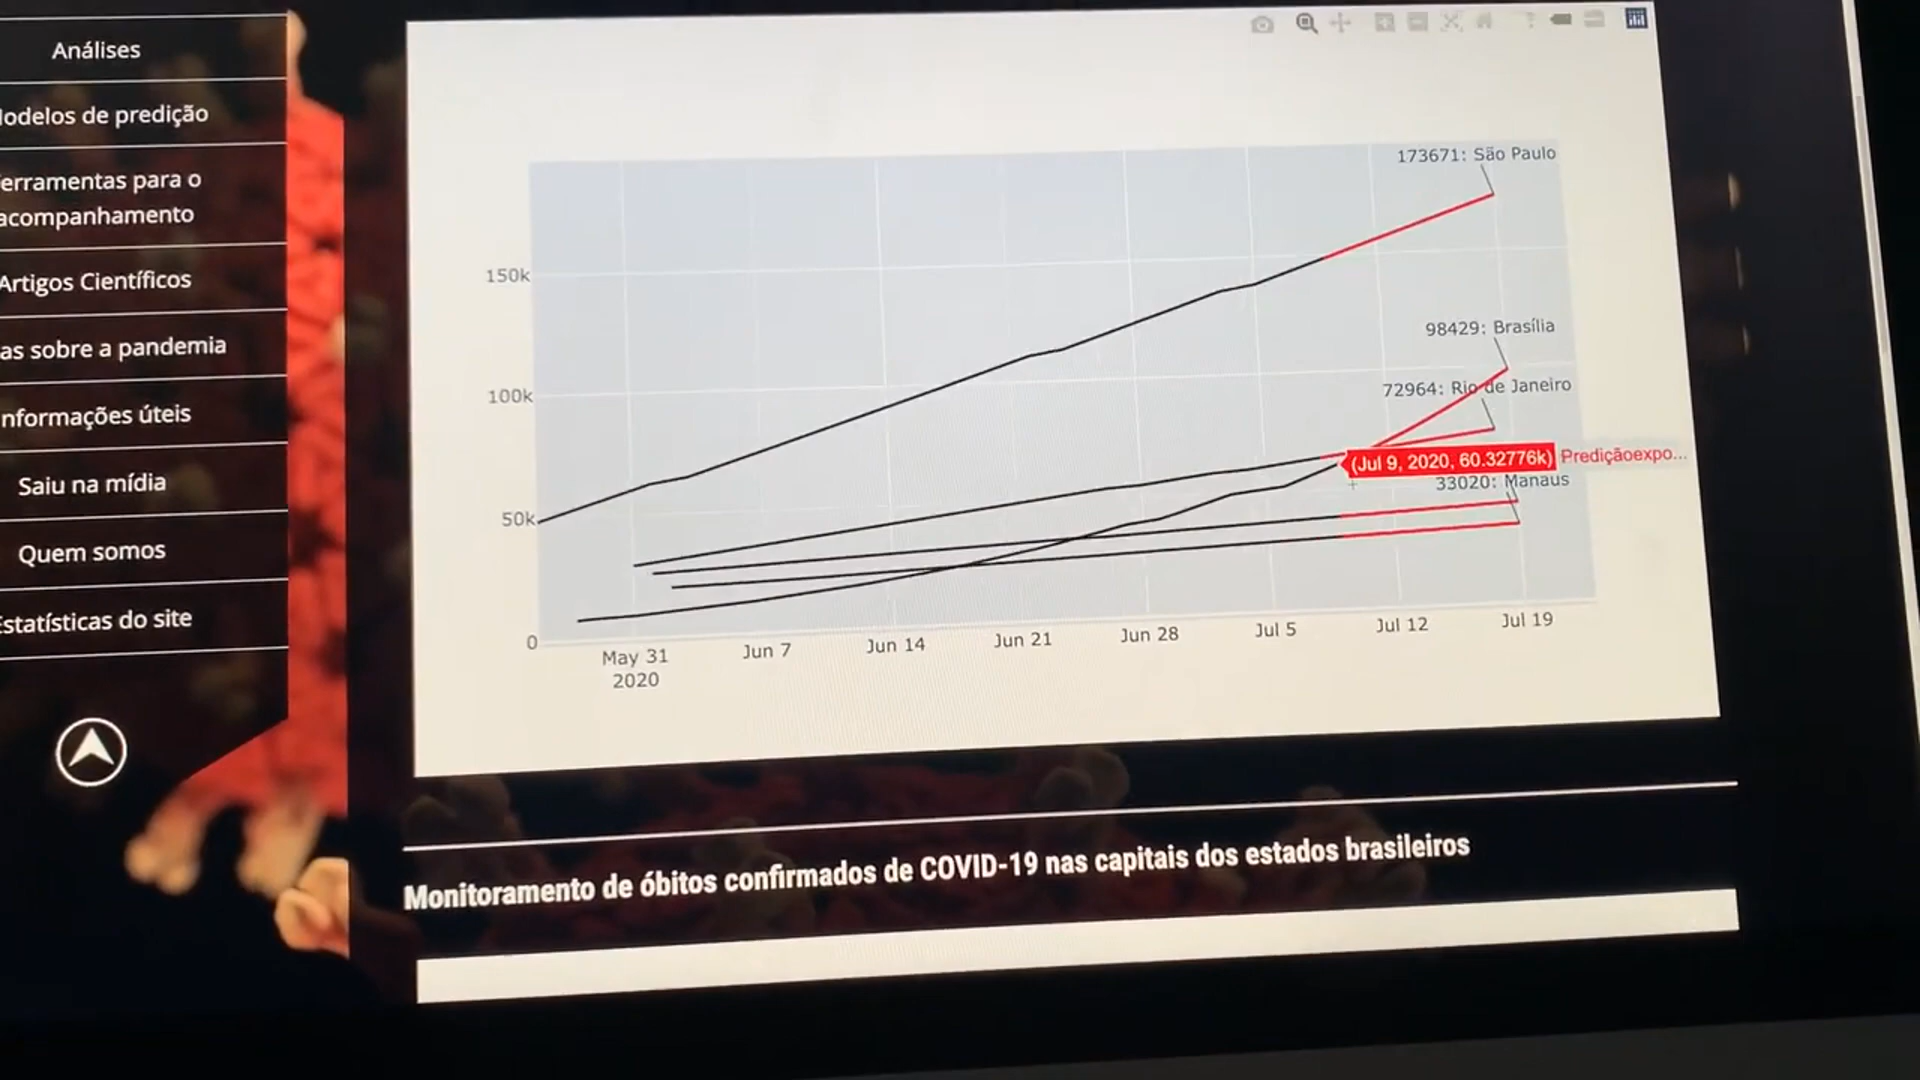 Análises
odelos de predição
erramentas para o
acompanhamento
Artigos Científicos
as sobre a pandemia
nformações úteis
Saiu na mídia
Quem somos
statísticas do site
173671: São Paulo
98429: Brasília
72964: Rio de Janeiro
(Jul 9, 2020, 60.32776k) Prediçãoexpo...
33020: Manaus
150k
100k
50k
0
May 31
2020
Jun 7
Jun 14
Jun 21
Jun 28
Jul 5
Jul 12
Jul 19
Monitoramento de óbitos confirmados de COVID-19 nas capitais dos estados brasileiros